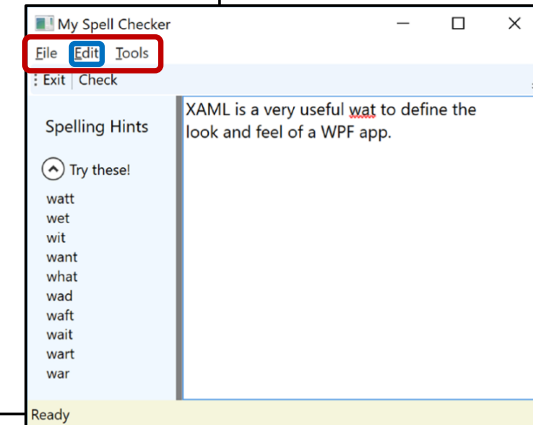 My Spell Checker
File Edit Tools
Exit Check
Spelling Hints
Try these!
watt
wet
wit
want
what
wad
waft
wait
wart
war
XAML is a very useful wat to define the
look and feel of a WPF app.
Ready